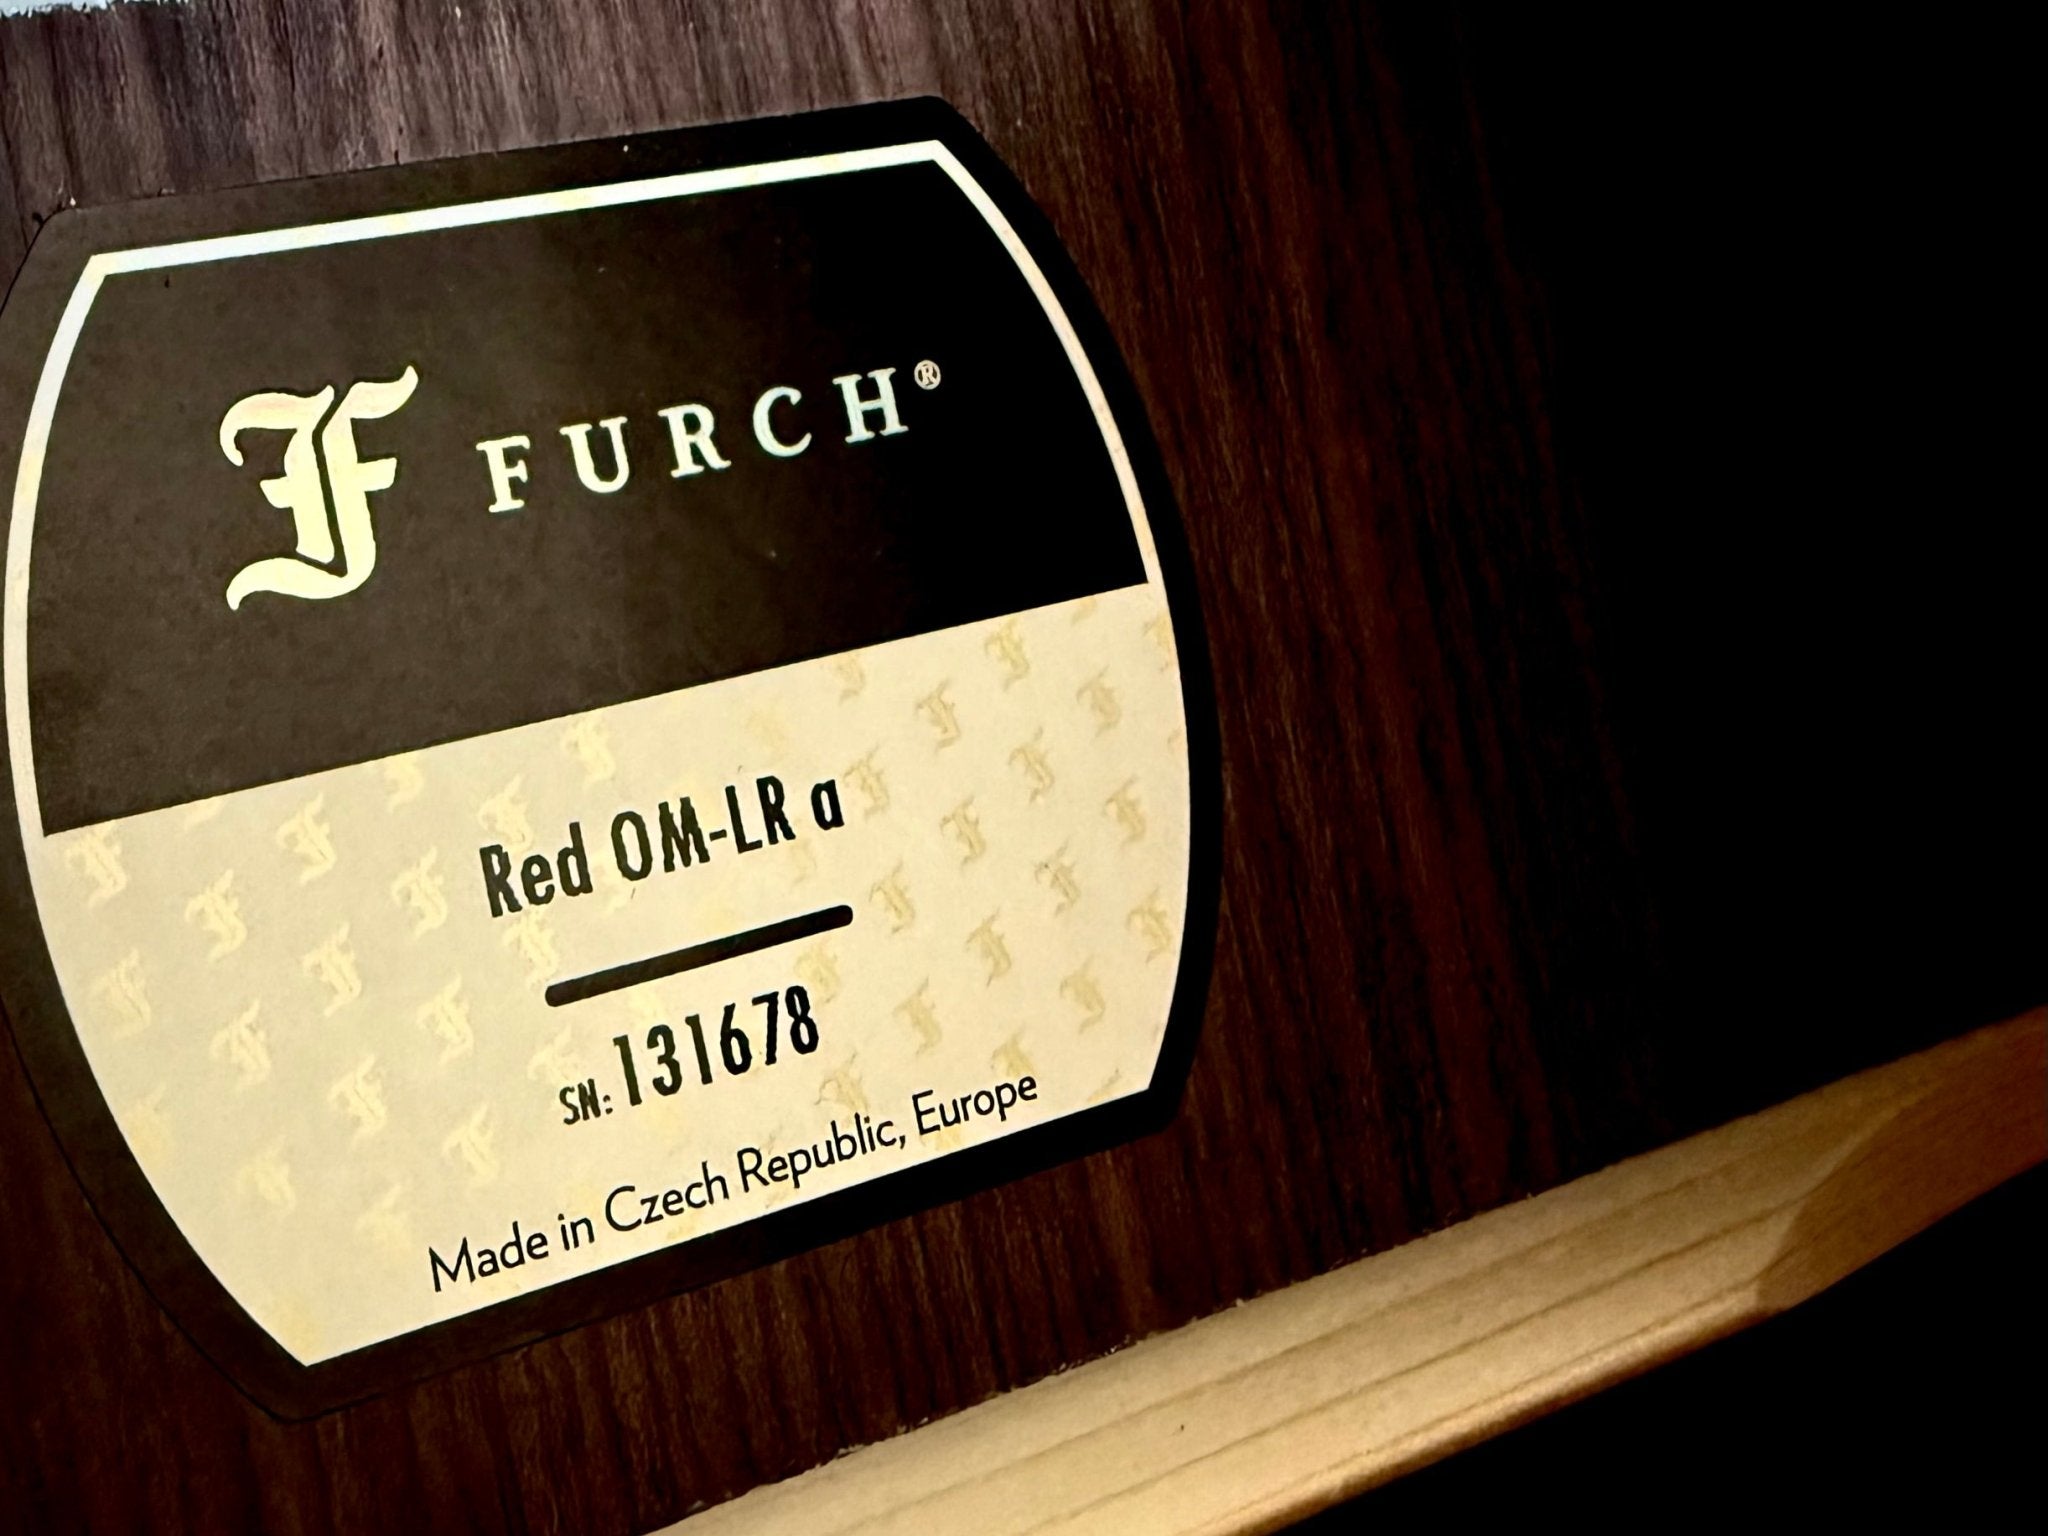 F FURCH®
Red OM-LR a
SN: 131678
Made in Czech Republic, Europe